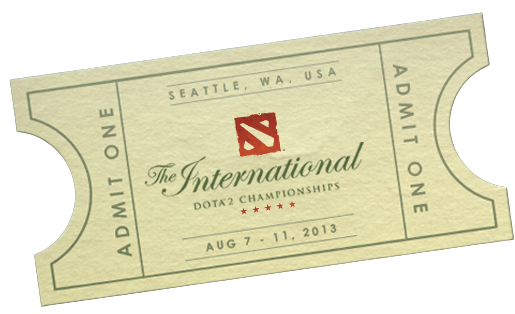 ADMIT ONE
SEATTLE, WA, USA
The International
DOTA 2 CHAMPIONSHIPS
AUG 7 - 11, 2013
ADMIT ONE